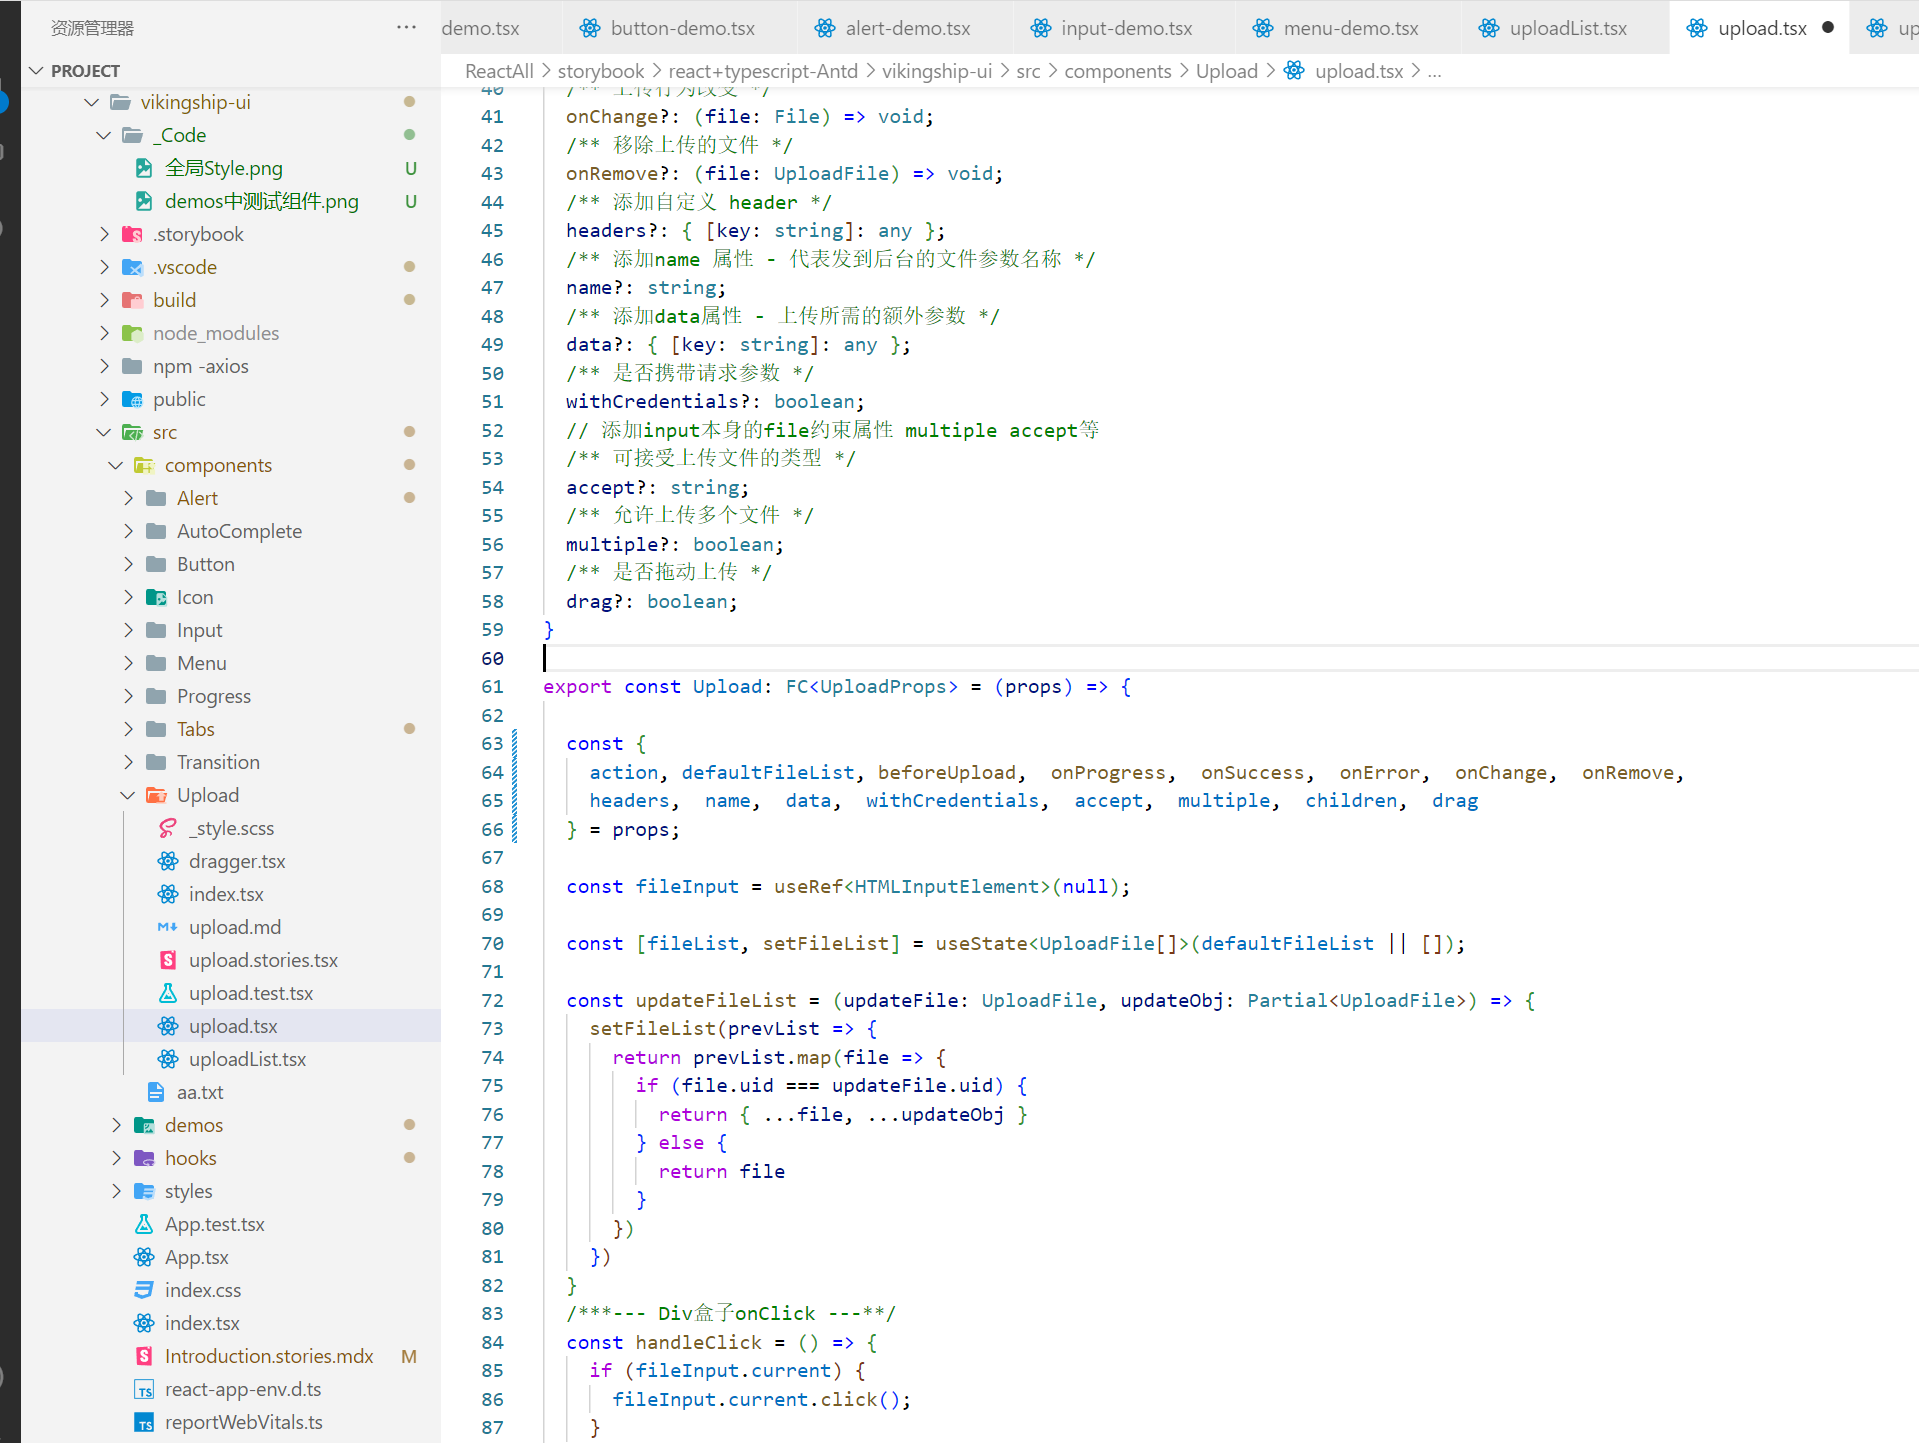 资源管理器
PROJECT
vikingship-ui
_Code
全局Style.png U
demos中测试组件.png U
.storybook
.vscode
build
node_modules
npm -axios
public
src
components
Alert
AutoComplete
Button
Icon
Input
Menu
Progress
Tabs
Transition
Upload
_style.scss
dragger.tsx
index.tsx
upload.md
upload.stories.tsx
upload.test.tsx
upload.tsx
uploadList.tsx
aa.txt
demos
hooks
styles
App.test.tsx
App.tsx
index.css
index.tsx
Introduction.stories.mdx M
react-app-env.d.ts
reportWebVitals.ts
demo.tsx button-demo.tsx alert-demo.tsx input-demo.tsx menu-demo.tsx uploadList.tsx upload.tsx up
ReactAll > storybook > react+typescript-Antd > vikingship-ui > src > components > Upload > upload.tsx > ...
40 /** 上传行为改变 */
41 onChange?: (file: File) => void;
42 /** 移除上传的文件 */
43 onRemove?: (file: UploadFile) => void;
44 /** 添加自定义 header */
45 headers?: { [key: string]: any };
46 /** 添加name 属性 - 代表发到后台的文件参数名称 */
47 name?: string;
48 /** 添加data属性 - 上传所需的额外参数 */
49 data?: { [key: string]: any };
50 /** 是否携带请求参数 */
51 withCredentials?: boolean;
52 // 添加input本身的file约束属性 multiple accept等
53 /** 可接受上传文件的类型 */
54 accept?: string;
55 /** 允许上传多个文件 */
56 multiple?: boolean;
57 /** 是否拖动上传 */
58 drag?: boolean;
59 }
60
61 export const Upload: FC<UploadProps> = (props) => {
62
63 const {
64 action, defaultFileList, beforeUpload, onProgress, onSuccess, onError, onChange, onRemove,
65 headers, name, data, withCredentials, accept, multiple, children, drag
66 } = props;
67
68 const fileInput = useRef<HTMLInputElement>(null);
69
70 const [fileList, setFileList] = useState<UploadFile[]>(defaultFileList || []);
71
72 const updateFileList = (updateFile: UploadFile, updateObj: Partial<UploadFile>) => {
73 setFileList(prevList => {
74 return prevList.map(file => {
75 if (file.uid === updateFile.uid) {
76 return { ...file, ...updateObj }
77 } else {
78 return file
79 }
80 })
81 })
82 }
83 /***--- Div盒子onClick ---**/
84 const handleClick = () => {
85 if (fileInput.current) {
86 fileInput.current.click();
87 }